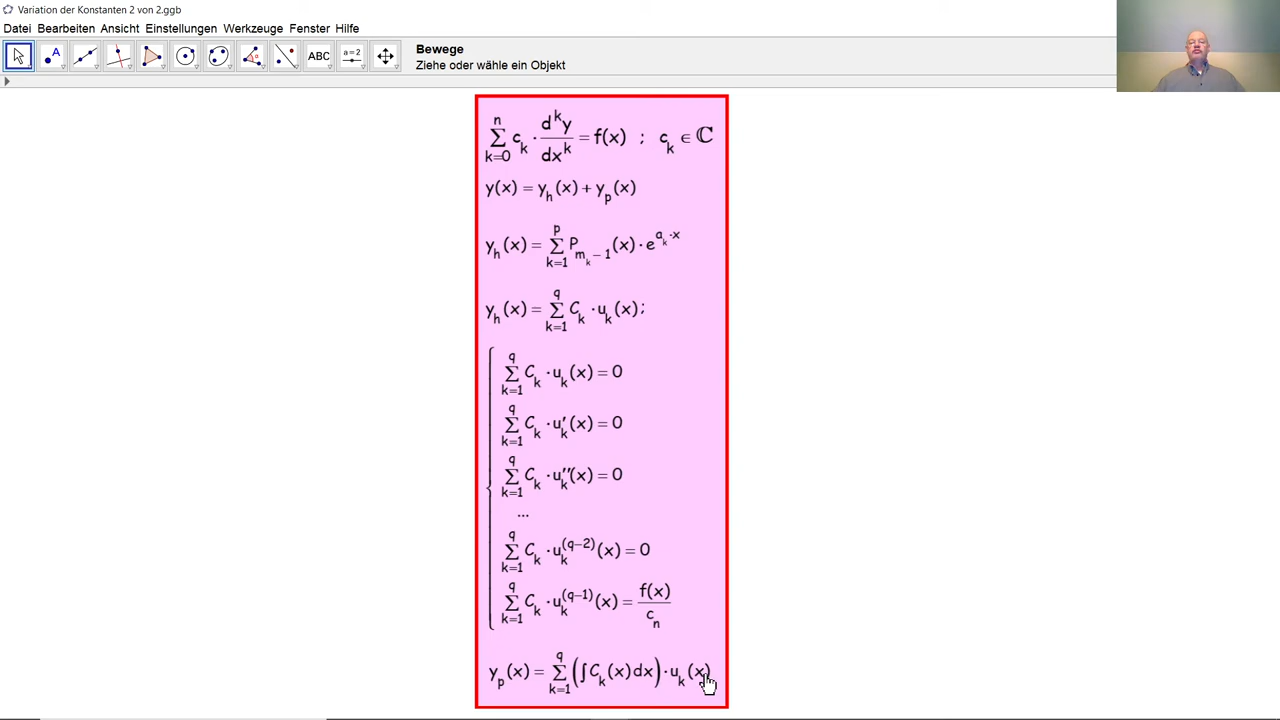 Variation der Konstanten 2 von 2.ggb
Datei Bearbeiten Ansicht Einstellungen Werkzeuge Fenster Hilfe
A ABC a=2
Bewege
Ziehe oder wähle ein Objekt
∑_{k=0}^{n} c_k · d^k y / dx^k = f(x) ; c_k ∈ ℂ
y(x) = y_h(x) + y_p(x)
y_h(x) = ∑_{k=1}^{p} P_{m_k − 1}(x) · e^{a_k · x}
y_h(x) = ∑_{k=1}^{q} C_k · u_k(x);
∑_{k=1}^{q} C_k · u_k(x) = 0
∑_{k=1}^{q} C_k · u_k'(x) = 0
∑_{k=1}^{q} C_k · u_k''(x) = 0
...
∑_{k=1}^{q} C_k · u_k^{(q−2)}(x) = 0
∑_{k=1}^{q} C_k · u_k^{(q−1)}(x) = f(x) / c_n
y_p(x) = ∑_{k=1}^{q} (∫C_k(x)dx) · u_k(x)